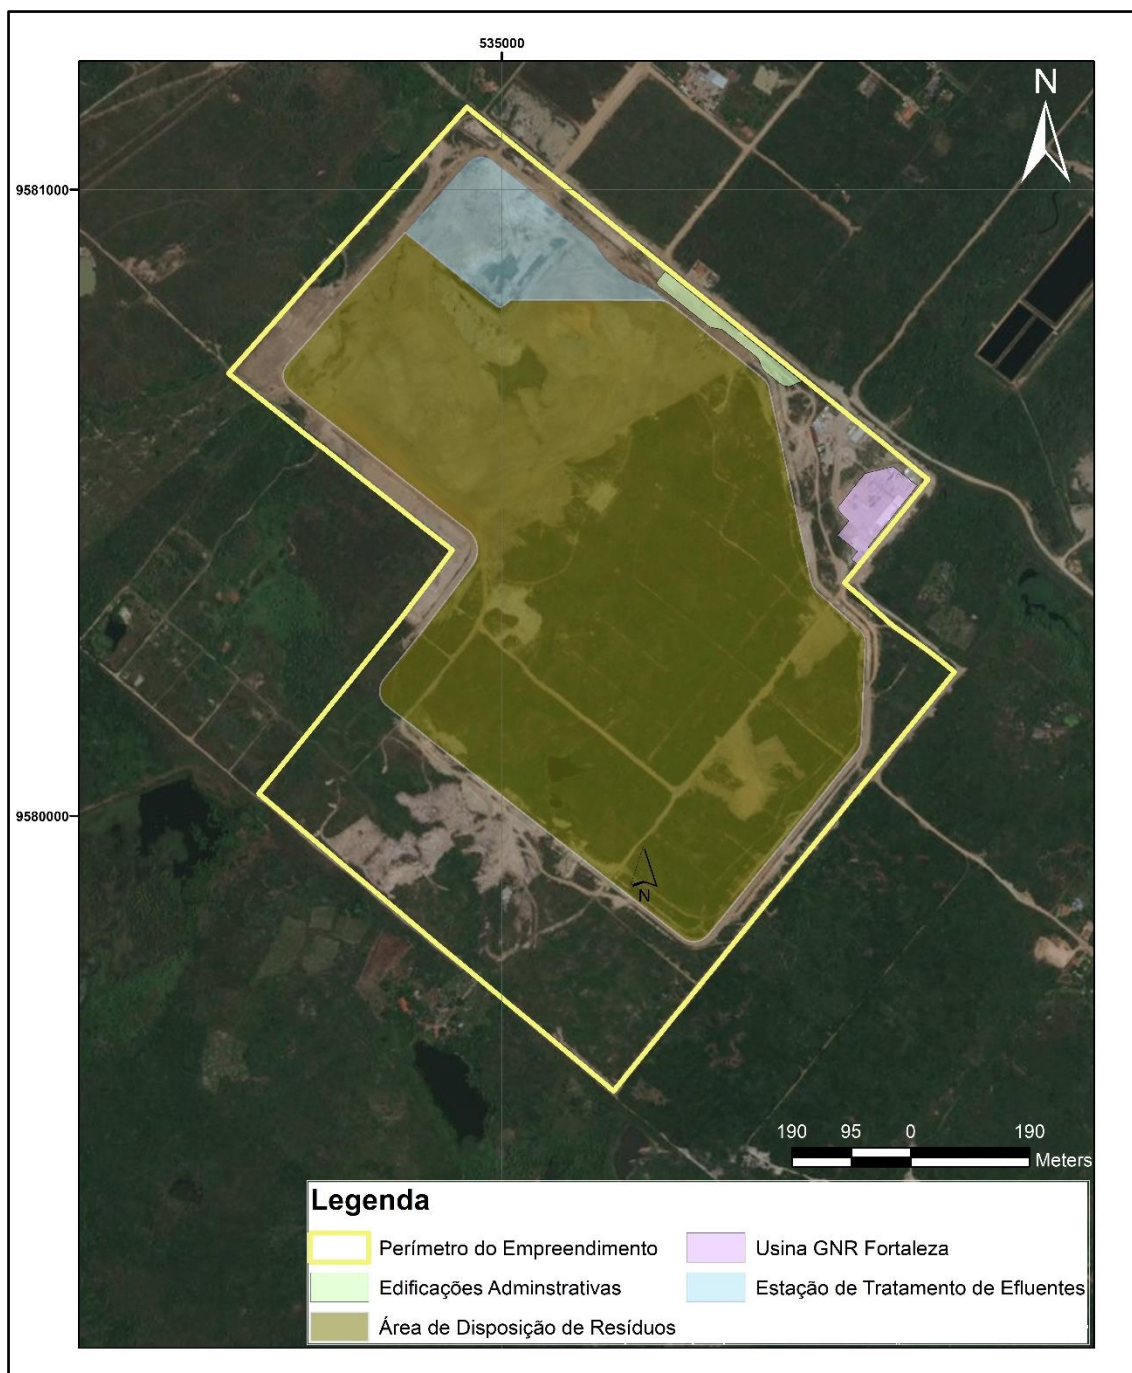 535000
N
9581000
9580000
N
190 95 0 190
Meters
Legenda
Perímetro do Empreendimento
Usina GNR Fortaleza
Edificações Adminstrativas
Estação de Tratamento de Efluentes
Área de Disposição de Resíduos